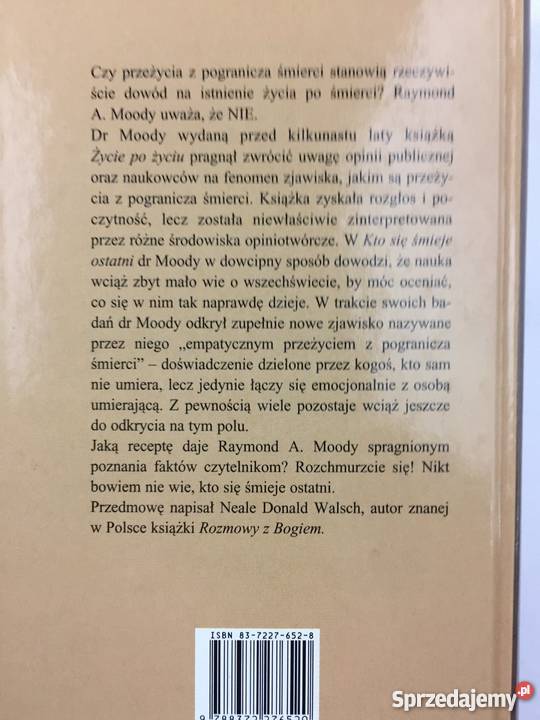 Czy przeżycia z pogranicza śmierci stanowią rzeczywi-
ście dowód na istnienie życia po śmierci? Raymond
A. Moody uważa, że NIE.
Dr Moody wydaną przed kilkunastu laty książką
Życie po życiu pragnął zwrócić uwagę opinii publicznej
oraz naukowców na fenomen zjawiska, jakim są przeży-
cia z pogranicza śmierci. Książka zyskała rozgłos i po-
czytność, lecz została niewłaściwie zinterpretowana
przez różne środowiska opiniotwórcze. W Kto się śmieje
ostatni dr Moody w dowcipny sposób dowodzi, że nauka
wciąż zbyt mało wie o wszechświecie, by móc oceniać,
co się w nim tak naprawdę dzieje. W trakcie swoich ba-
dań dr Moody odkrył zupełnie nowe zjawisko nazywane
przez niego „empatycznym przeżyciem z pogranicza
śmierci” – doświadczenie dzielone przez kogoś, kto sam
nie umiera, lecz jedynie łączy się emocjonalnie z osobą
umierającą. Z pewnością wiele pozostaje wciąż jeszcze
do odkrycia na tym polu.
Jaką receptę daje Raymond A. Moody spragnionym
poznania faktów czytelnikom? Rozchmurzcie się! Nikt
bowiem nie wie, kto się śmieje ostatni.
Przedmowę napisał Neale Donald Walsch, autor znanej
w Polsce książki Rozmowy z Bogiem.
ISBN 83-7227-652-8
9 788372 276520
Sprzedajemy.pl